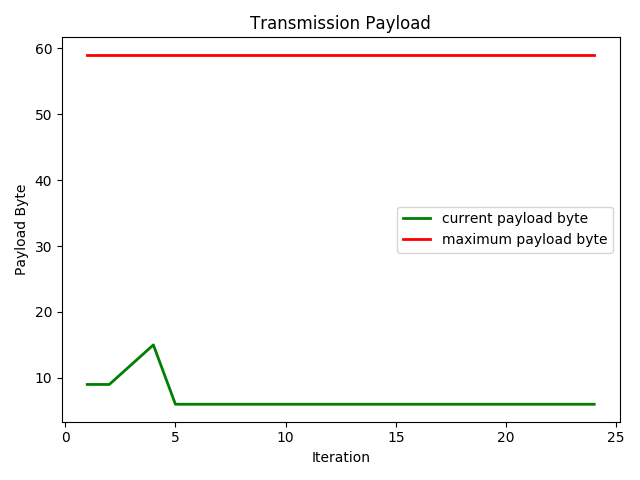 Transmission Payload
60
50
40
30
20
10
Payload Byte
current payload byte
maximum payload byte
0 5 10 15 20 25
Iteration